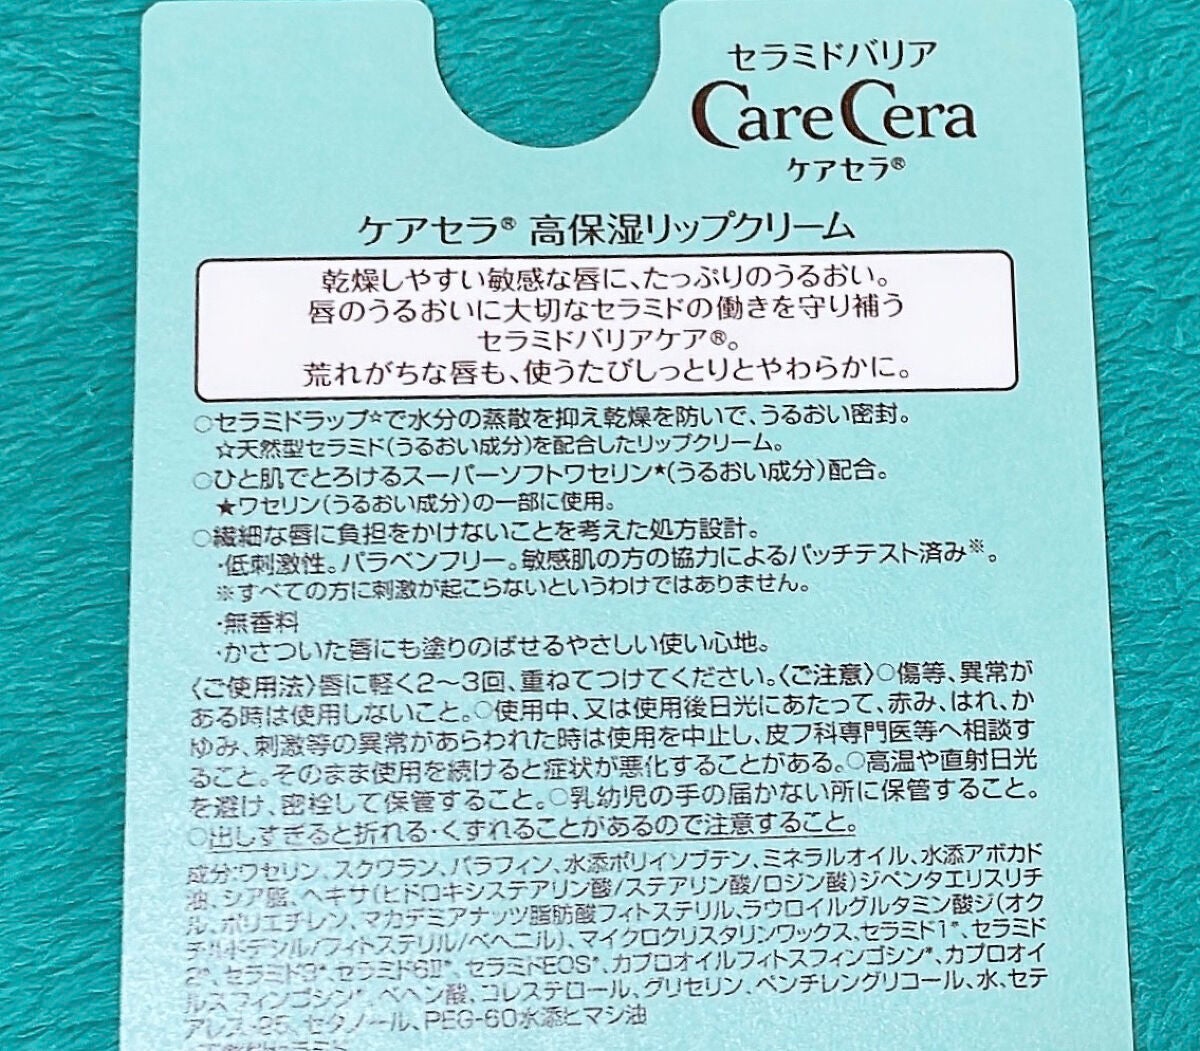 セラミドバリア
CareCera
ケアセラ®
ケアセラ® 高保湿リップクリーム
乾燥しやすい敏感な唇に、たっぷりのうるおい。
唇のうるおいに大切なセラミドの働きを守り補う
セラミドバリアケア®。
荒れがちな唇も、使うたびしっとりとやわらかに。
○セラミドラップ☆で水分の蒸散を抑え乾燥を防いで、うるおい密封。
☆天然型セラミド(うるおい成分)を配合したリップクリーム。
○ひと肌でとろけるスーパーソフトワセリン★(うるおい成分)配合。
★ワセリン(うるおい成分)の一部に使用。
○繊細な唇に負担をかけないことを考えた処方設計。
・低刺激性。パラベンフリー。敏感肌の方の協力によるパッチテスト済み※。
※すべての方に刺激が起こらないというわけではありません。
・無香料
・かさついた唇にも塗りのばせるやさしい使い心地。
〈ご使用法〉唇に軽く2〜3回、重ねてつけてください。〈ご注意〉○傷等、異常が
ある時は使用しないこと。○使用中、又は使用後日光にあたって、赤み、はれ、か
ゆみ、刺激等の異常があらわれた時は使用を中止し、皮フ科専門医等へ相談す
ること。そのまま使用を続けると症状が悪化することがある。○高温や直射日光
を避け、密栓して保管すること。○乳幼児の手の届かない所に保管すること。
○出しすぎると折れる・くずれることがあるので注意すること。
成分:ワセリン、スクワラン、パラフィン、水添ポリイソブテン、ミネラルオイル、水添アボカド
油、シア脂、ヘキサ(ヒドロキシステアリン酸/ステアリン酸/ロジン酸)ジペンタエリスリチ
ル、ポリエチレン、マカデミアナッツ脂肪酸フィトステリル、ラウロイルグルタミン酸ジ(オク
チルドデシル/フィトステリル/ベヘニル)、マイクロクリスタリンワックス、セラミド1*、セラミド
2*、セラミド3*、セラミド6Ⅱ*、セラミドEOS*、カプロオイルフィトスフィンゴシン*、カプロオイ
ルスフィンゴシン*、ベヘン酸、コレステロール、グリセリン、ペンチレングリコール、水、セテ
アレス-25、セタノール、PEG-60水添ヒマシ油